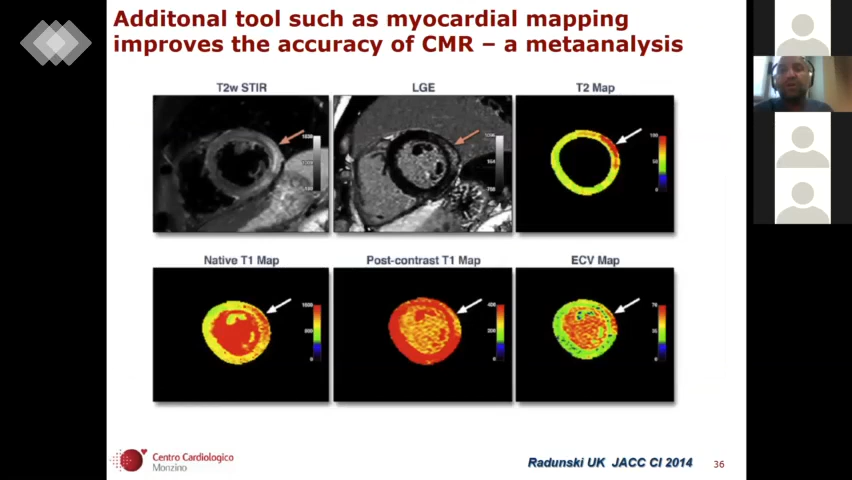 Additonal tool such as myocardial mapping
improves the accuracy of CMR – a metaanalysis
T2w STIR
LGE
T2 Map
Native T1 Map
Post-contrast T1 Map
ECV Map
Centro Cardiologico
Monzino
Radunski UK JACC CI 2014
36